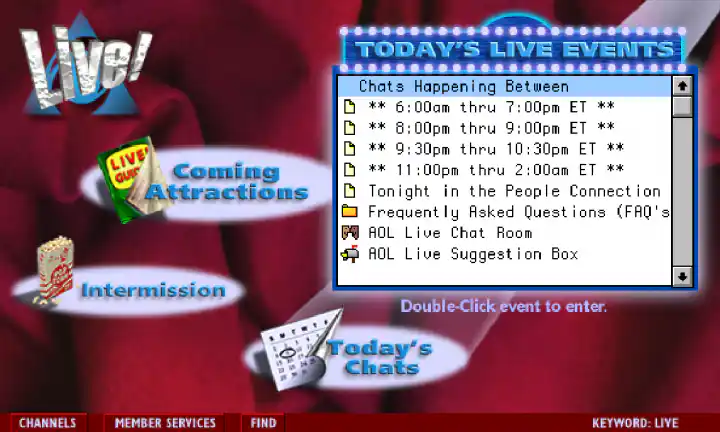 Live!
TODAY'S LIVE EVENTS
Chats Happening Between
** 6:00am thru 7:00pm ET **
** 8:00pm thru 9:00pm ET **
** 9:30pm thru 10:30pm ET **
** 11:00pm thru 2:00am ET **
Tonight in the People Connection
Frequently Asked Questions (FAQ's
AOL Live Chat Room
AOL Live Suggestion Box
Double-Click event to enter.
LIVE!
Coming
Attractions
Intermission
S M T W T F
Today's
Chats
CHANNELS
MEMBER SERVICES
FIND
KEYWORD: LIVE